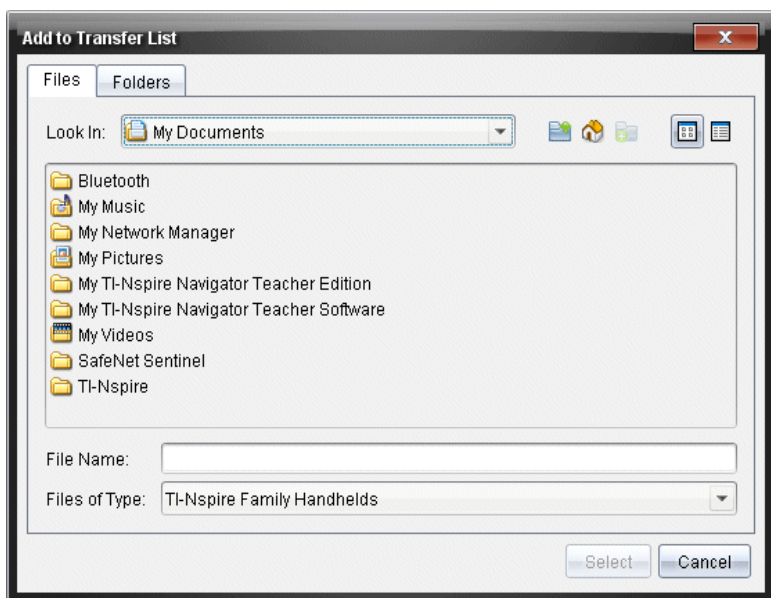 Add to Transfer List
Files Folders
Look In: My Documents
Bluetooth
My Music
My Network Manager
My Pictures
My TI-Nspire Navigator Teacher Edition
My TI-Nspire Navigator Teacher Software
My Videos
SafeNet Sentinel
TI-Nspire
File Name:
Files of Type: TI-Nspire Family Handhelds
Select Cancel